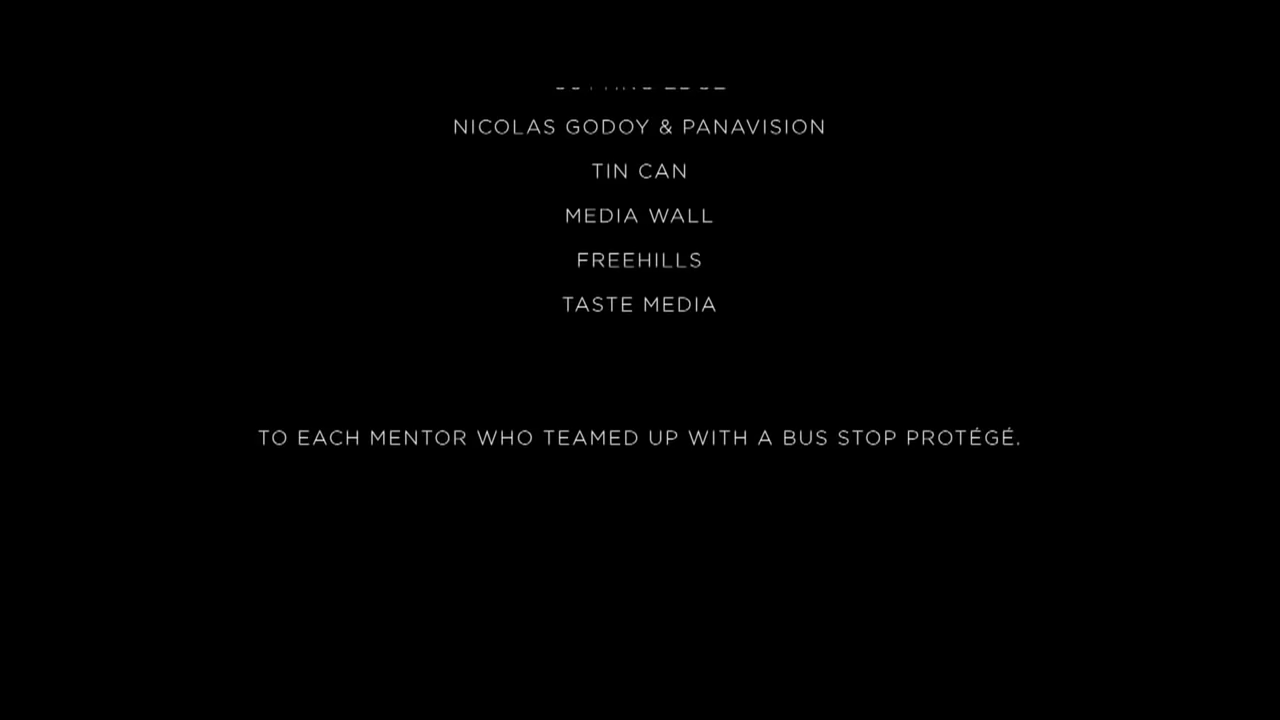 NICOLAS GODOY & PANAVISION
TIN CAN
MEDIA WALL
FREEHILLS
TASTE MEDIA
TO EACH MENTOR WHO TEAMED UP WITH A BUS STOP PROTÉGÉ.